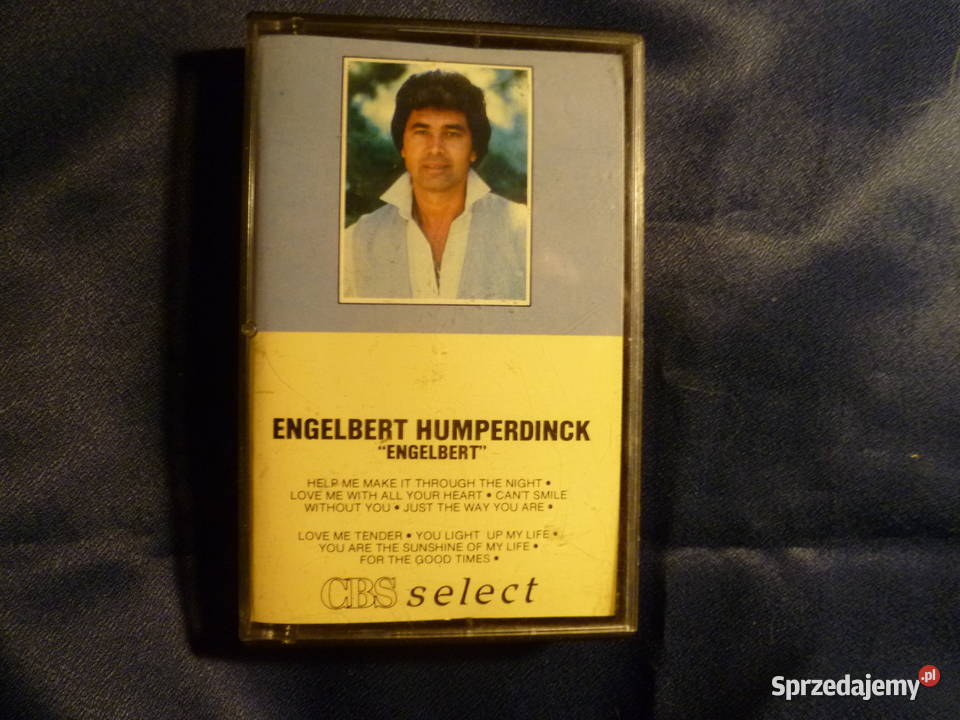 ENGELBERT HUMPERDINCK
"ENGELBERT"
HELP ME MAKE IT THROUGH THE NIGHT •
LOVE ME WITH ALL YOUR HEART • CAN'T SMILE
WITHOUT YOU • JUST THE WAY YOU ARE •
LOVE ME TENDER • YOU LIGHT UP MY LIFE •
YOU ARE THE SUNSHINE OF MY LIFE •
FOR THE GOOD TIMES •
CBS select
Sprzedajemy.pl